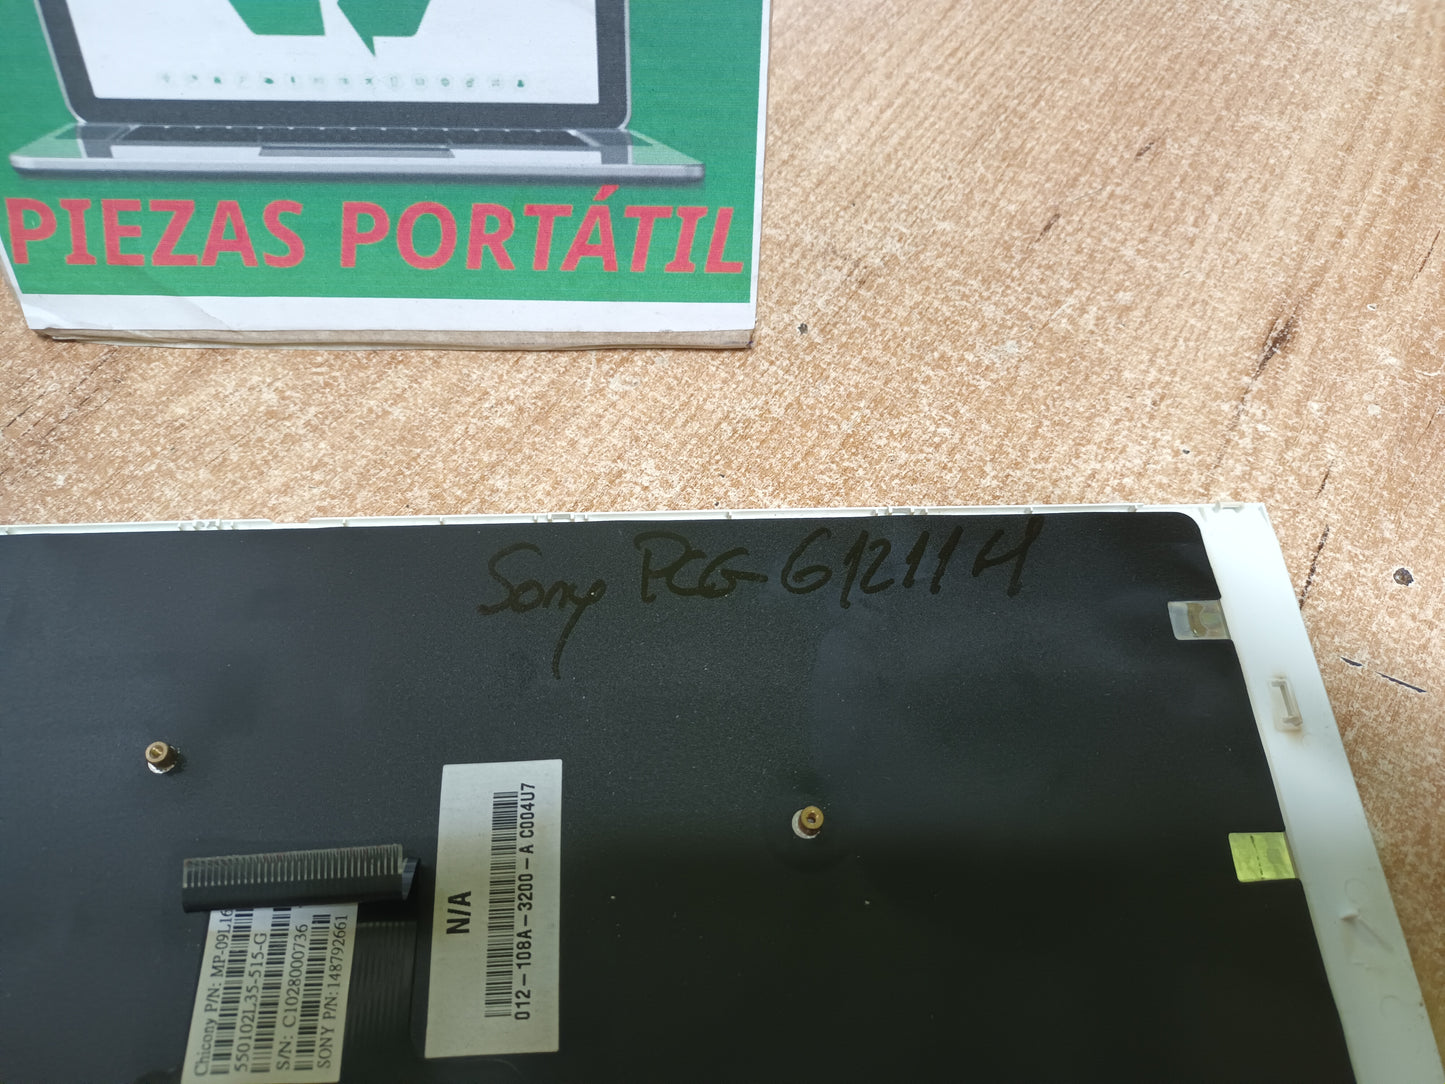 PIEZAS PORTÁTIL
Sony PCG-61211M
N/A
012-108A-3200-A C004U7
Chicony P/N: MP-09L16
550102L35-515-G
S/N: C1028000736
SONY P/N:148792661